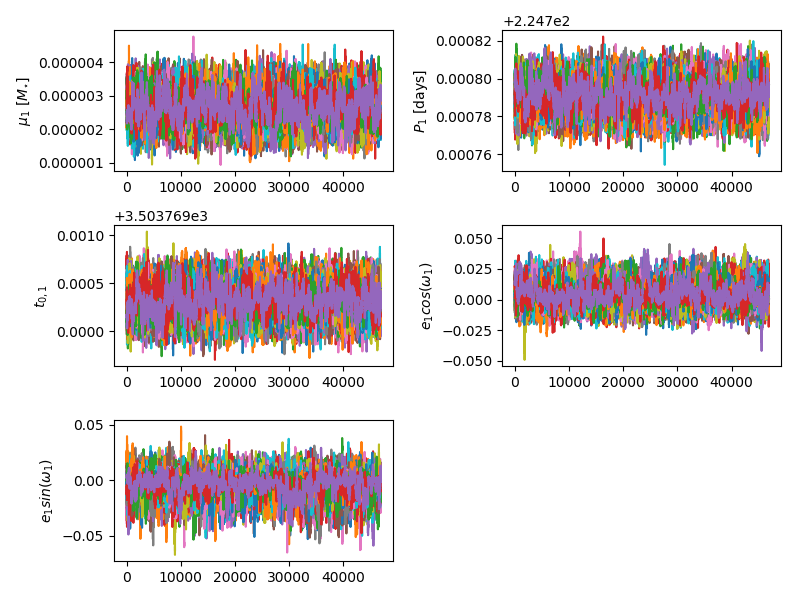 +2.247e2
0.000004
0.000003
0.000002
0.000001
μ₁ [M⋆]
0 10000 20000 30000 40000
0.00082
0.00080
0.00078
0.00076
P₁ [days]
0 10000 20000 30000 40000
+3.503769e3
0.0010
0.0005
0.0000
t₀,₁
0 10000 20000 30000 40000
0.050
0.025
0.000
−0.025
−0.050
e₁cos(ω₁)
0 10000 20000 30000 40000
0.05
0.00
−0.05
e₁sin(ω₁)
0 10000 20000 30000 40000